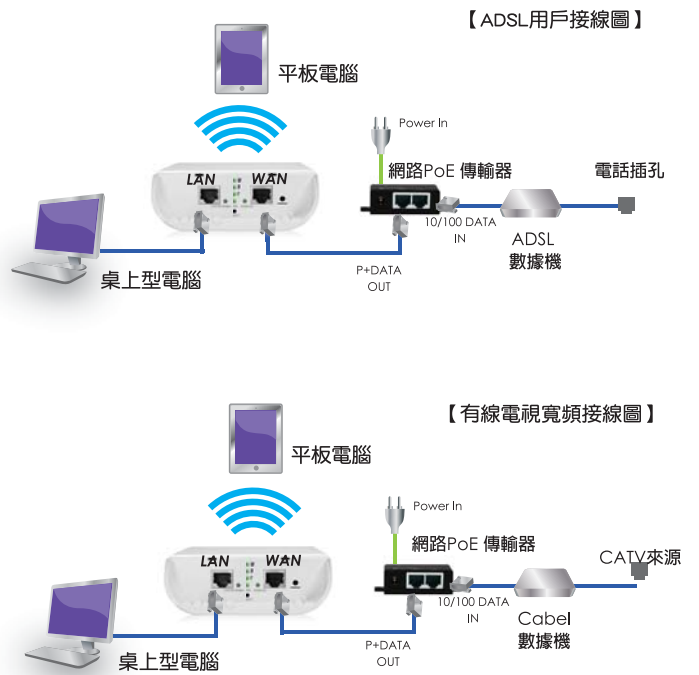 【ADSL用戶接線圖】
平板電腦
Power In
LAN
WAN
網路PoE 傳輸器
電話插孔
10/100 DATA
IN
ADSL
數據機
P+DATA
OUT
桌上型電腦
【有線電視寬頻接線圖】
平板電腦
Power In
LAN
WAN
網路PoE 傳輸器
CATV來源
10/100 DATA
IN
Cabel
數據機
P+DATA
OUT
桌上型電腦